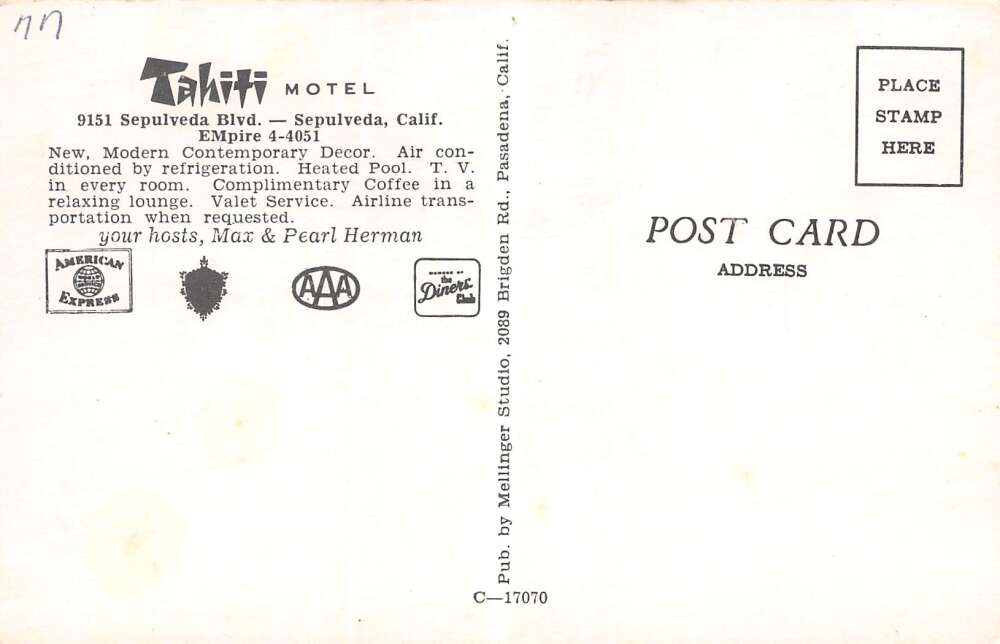 Tahiti MOTEL
9151 Sepulveda Blvd. — Sepulveda, Calif.
EMpire 4-4051
New, Modern Contemporary Decor. Air con-
ditioned by refrigeration. Heated Pool. T. V.
in every room. Complimentary Coffee in a
relaxing lounge. Valet Service. Airline trans-
portation when requested.
your hosts, Max & Pearl Herman
AMERICAN
EXPRESS
AAA
MEMBER OF
the
Diners'
Club
Pub. by Mellinger Studio, 2089 Brigden Rd., Pasadena, Calif.
C—17070
PLACE
STAMP
HERE
POST CARD
ADDRESS